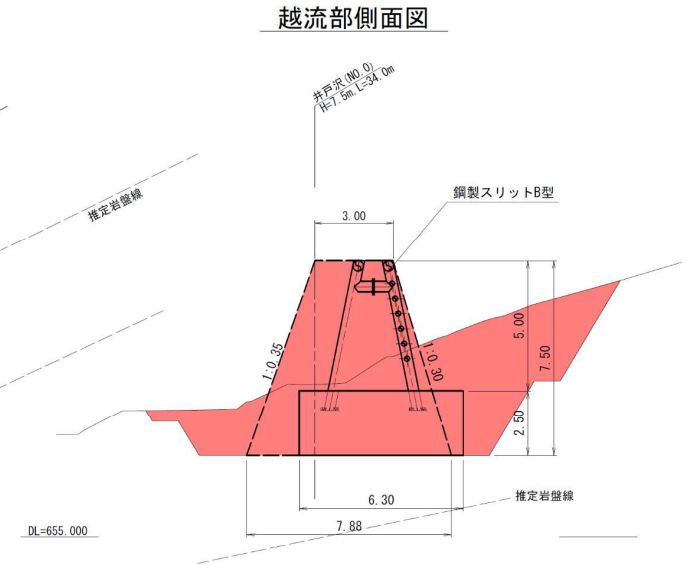 越流部側面図
井戸沢(NO.0)
H=7.5m.L=34.0m
推定岩盤線
鋼製スリットB型
3.00
1:0.35
1:0.30
5.00
7.50
2.50
6.30
推定岩盤線
7.88
DL=655.000